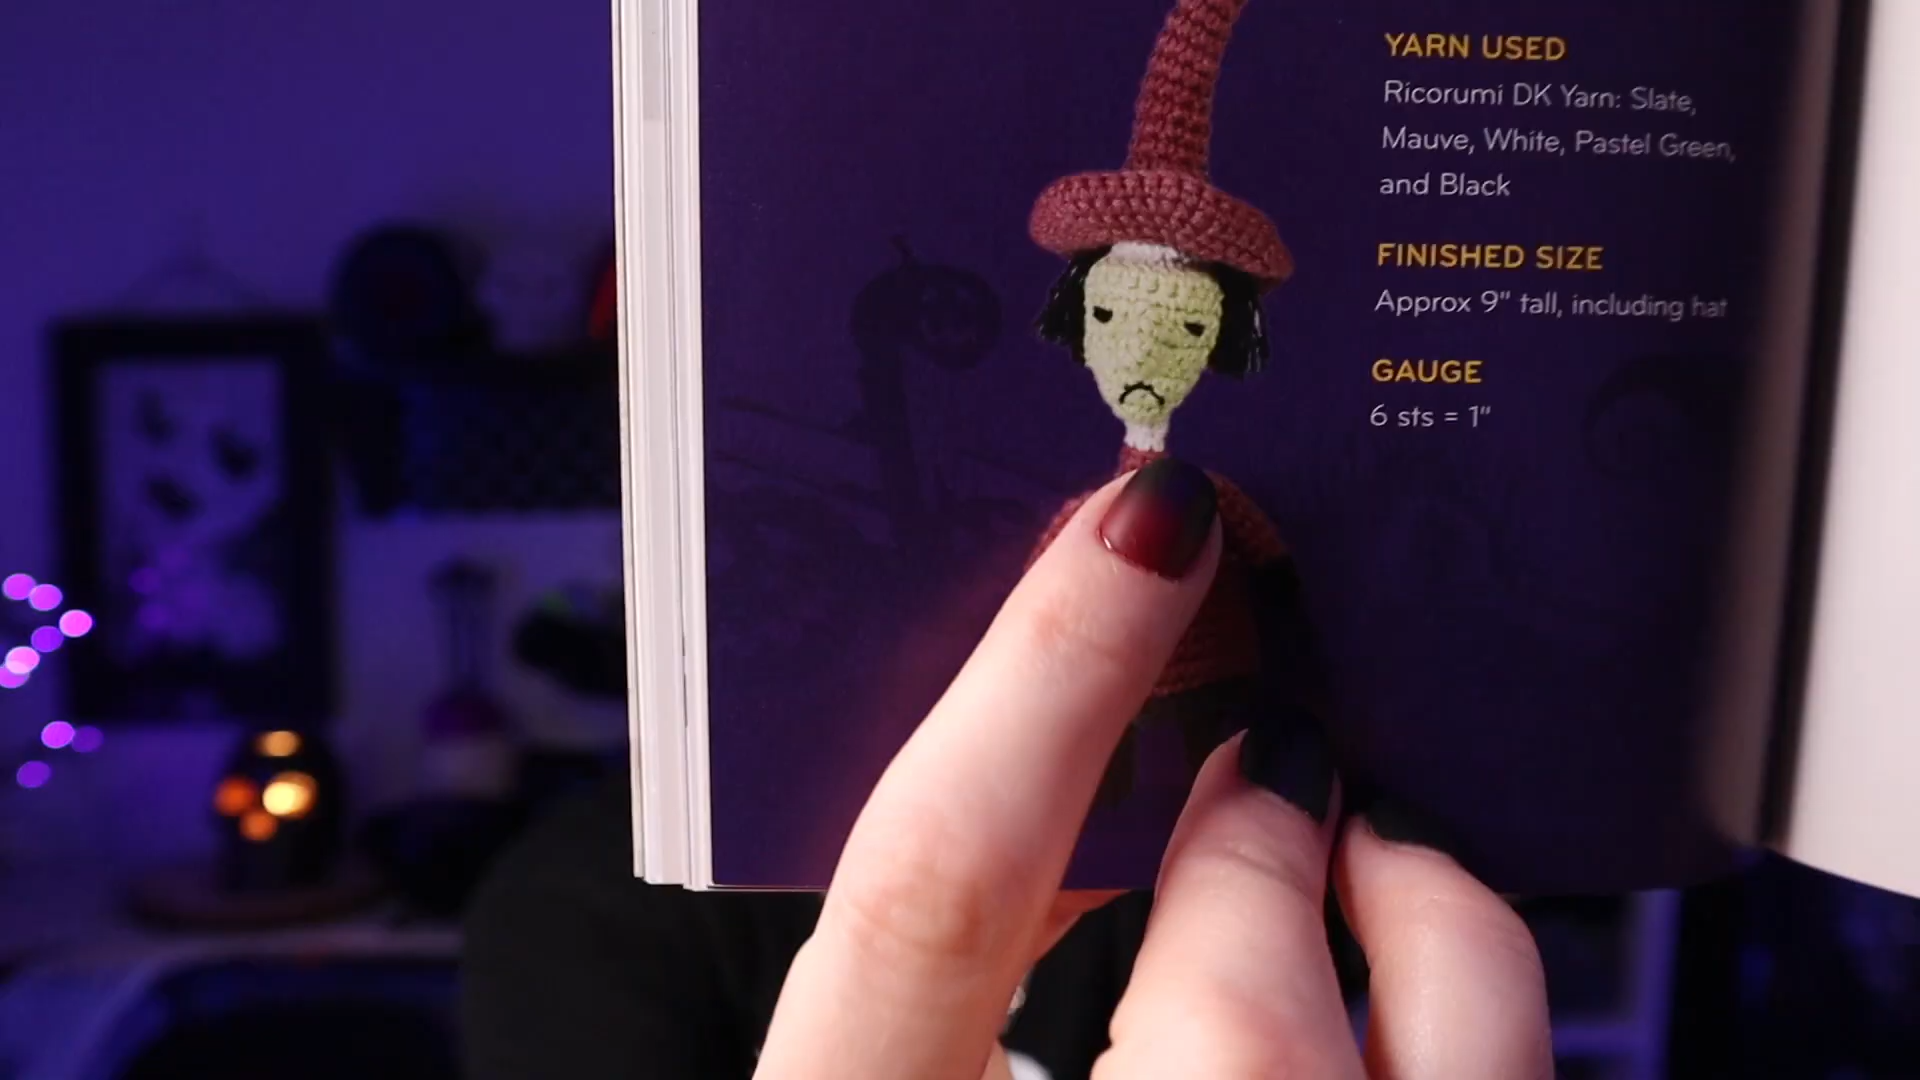 YARN USED
Ricorumi DK Yarn: Slate,
Mauve, White, Pastel Green,
and Black
FINISHED SIZE
Approx 9" tall, including hat
GAUGE
6 sts = 1"